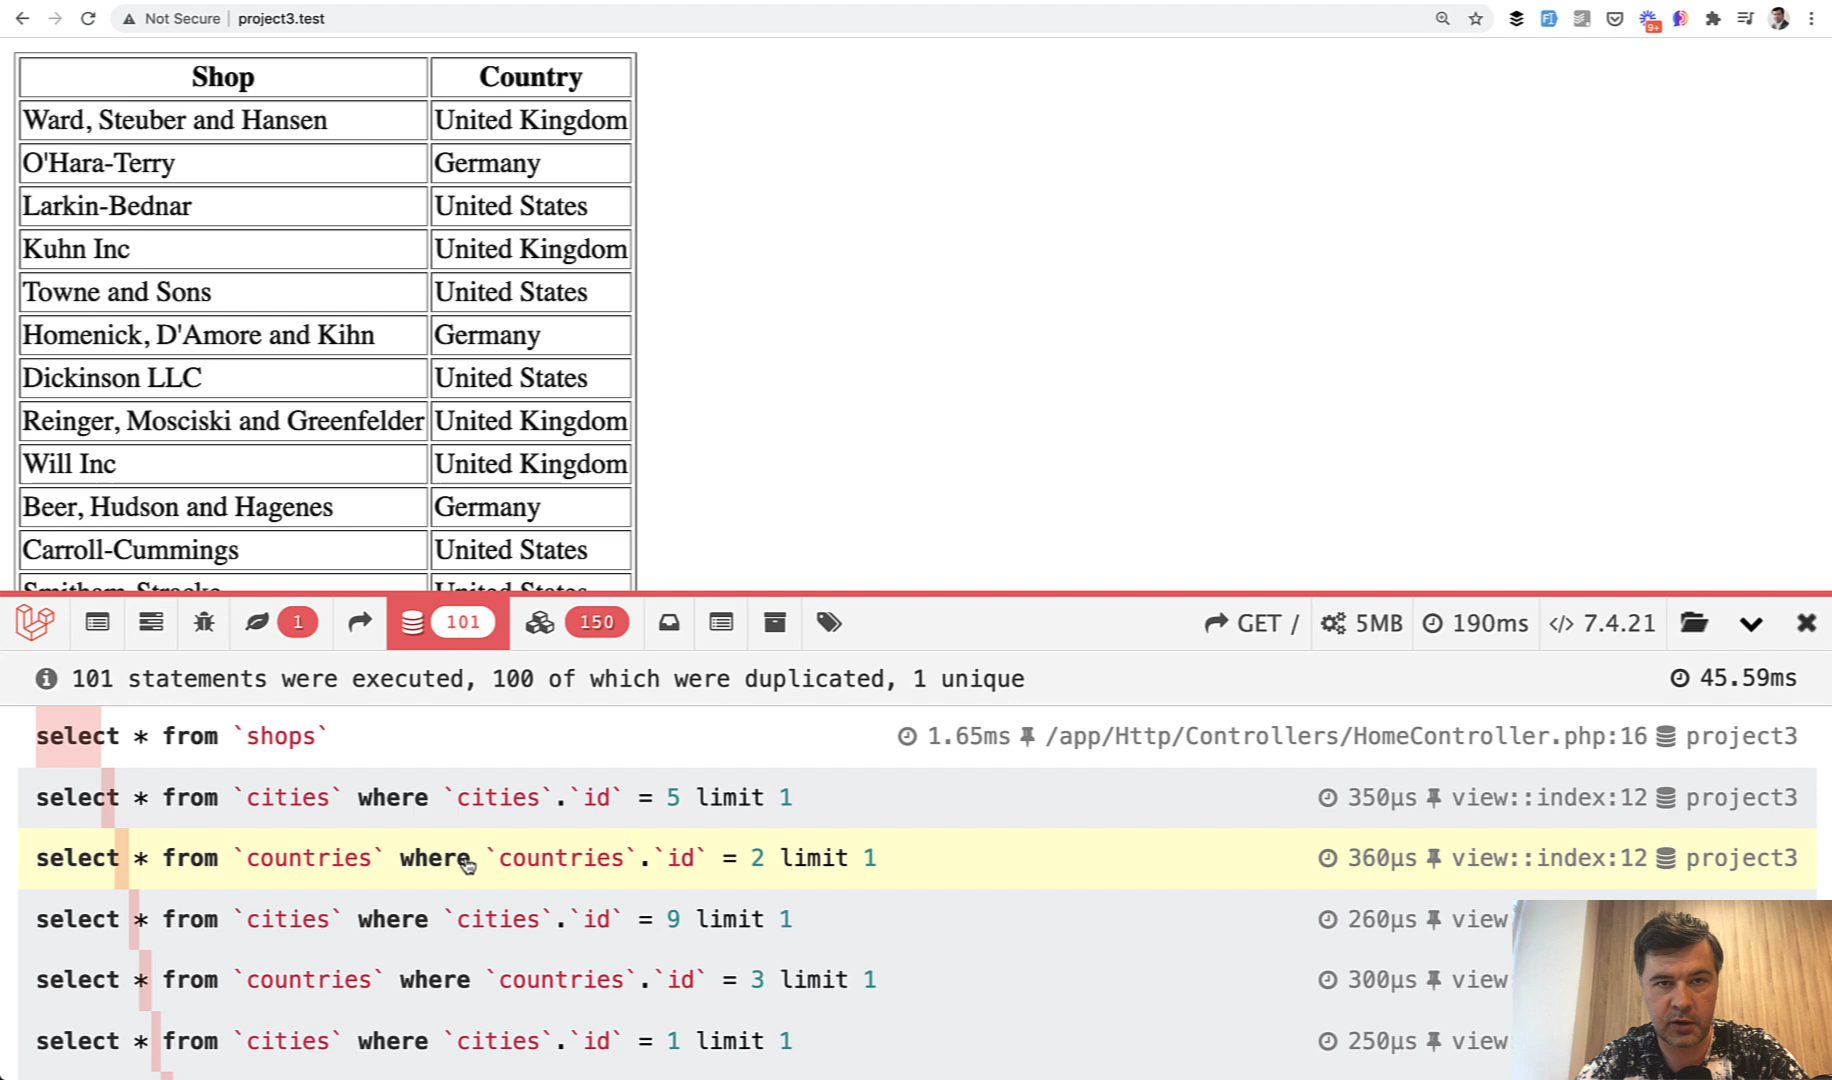 Not Secure project3.test
9+
Shop Country
Ward, Steuber and Hansen United Kingdom
O'Hara-Terry Germany
Larkin-Bednar United States
Kuhn Inc United Kingdom
Towne and Sons United States
Homenick, D'Amore and Kihn Germany
Dickinson LLC United States
Reinger, Mosciski and Greenfelder United Kingdom
Will Inc United Kingdom
Beer, Hudson and Hagenes Germany
Carroll-Cummings United States
United States
1 101 150 GET / 5MB 190ms </> 7.4.21
101 statements were executed, 100 of which were duplicated, 1 unique 45.59ms
select * from `shops` 1.65ms /app/Http/Controllers/HomeController.php:16 project3
select * from `cities` where `cities`.`id` = 5 limit 1 350μs view::index:12 project3
select * from `countries` where `countries`.`id` = 2 limit 1 360μs view::index:12 project3
select * from `cities` where `cities`.`id` = 9 limit 1 260μs view
select * from `countries` where `countries`.`id` = 3 limit 1 300μs view
select * from `cities` where `cities`.`id` = 1 limit 1 250μs view